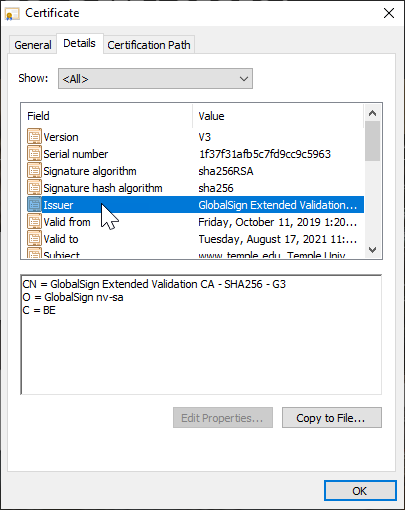 Certificate
General Details Certification Path
Show: <All>
Field Value
Version V3
Serial number 1f37f31afb5c7fd9cc9c5963
Signature algorithm sha256RSA
Signature hash algorithm sha256
Issuer GlobalSign Extended Validation...
Valid from Friday, October 11, 2019 1:20...
Valid to Tuesday, August 17, 2021 11:...
Subject www.temple.edu, Temple Univ...
CN = GlobalSign Extended Validation CA - SHA256 - G3
O = GlobalSign nv-sa
C = BE
Edit Properties... Copy to File...
OK